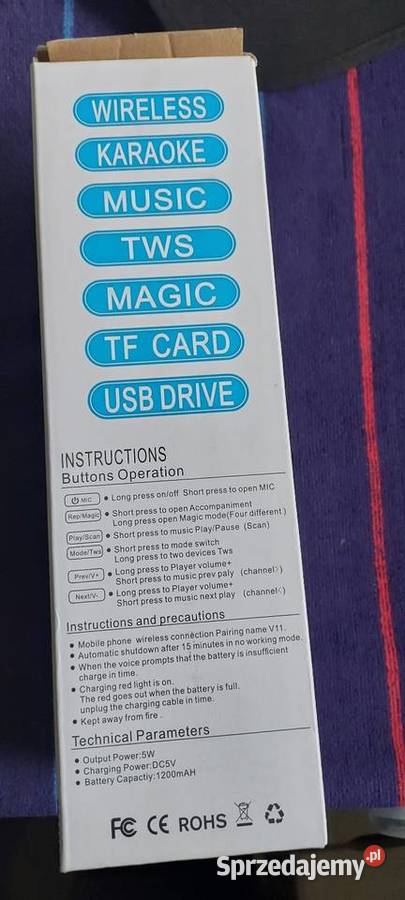 WIRELESS
KARAOKE
MUSIC
TWS
MAGIC
TF CARD
USB DRIVE
INSTRUCTIONS
Buttons Operation
MIC • Long press on/off Short press to open MIC
Rep/Magic • Short press to open Accompaniment
Long press open Magic mode(Four different)
Play/Scan • Short press to music Play/Pause (Scan)
Mode/Tws • Short press to mode switch
Long press to two devices Tws
Prev/V+ • Long press to Player volume+
Short press to music prev paly (channel>)
Next/V- • Long press to Player volume+
Short press to music next play (channel<)
Instructions and precautions
• Mobile phone wireless connection Pairing name V11.
• Automatic shutdown after 15 minutes in no working mode.
• When the voice prompts that the battery is insufficient
charge in time.
• Charging red light is on.
The red goes out when the battery is full.
unplug the charging cable in time.
• Kept away from fire .
Technical Parameters
• Output Power:5W
• Charging Power:DC5V
• Battery Capactiy:1200mAH
FC CE ROHS
Sprzedajemy.pl